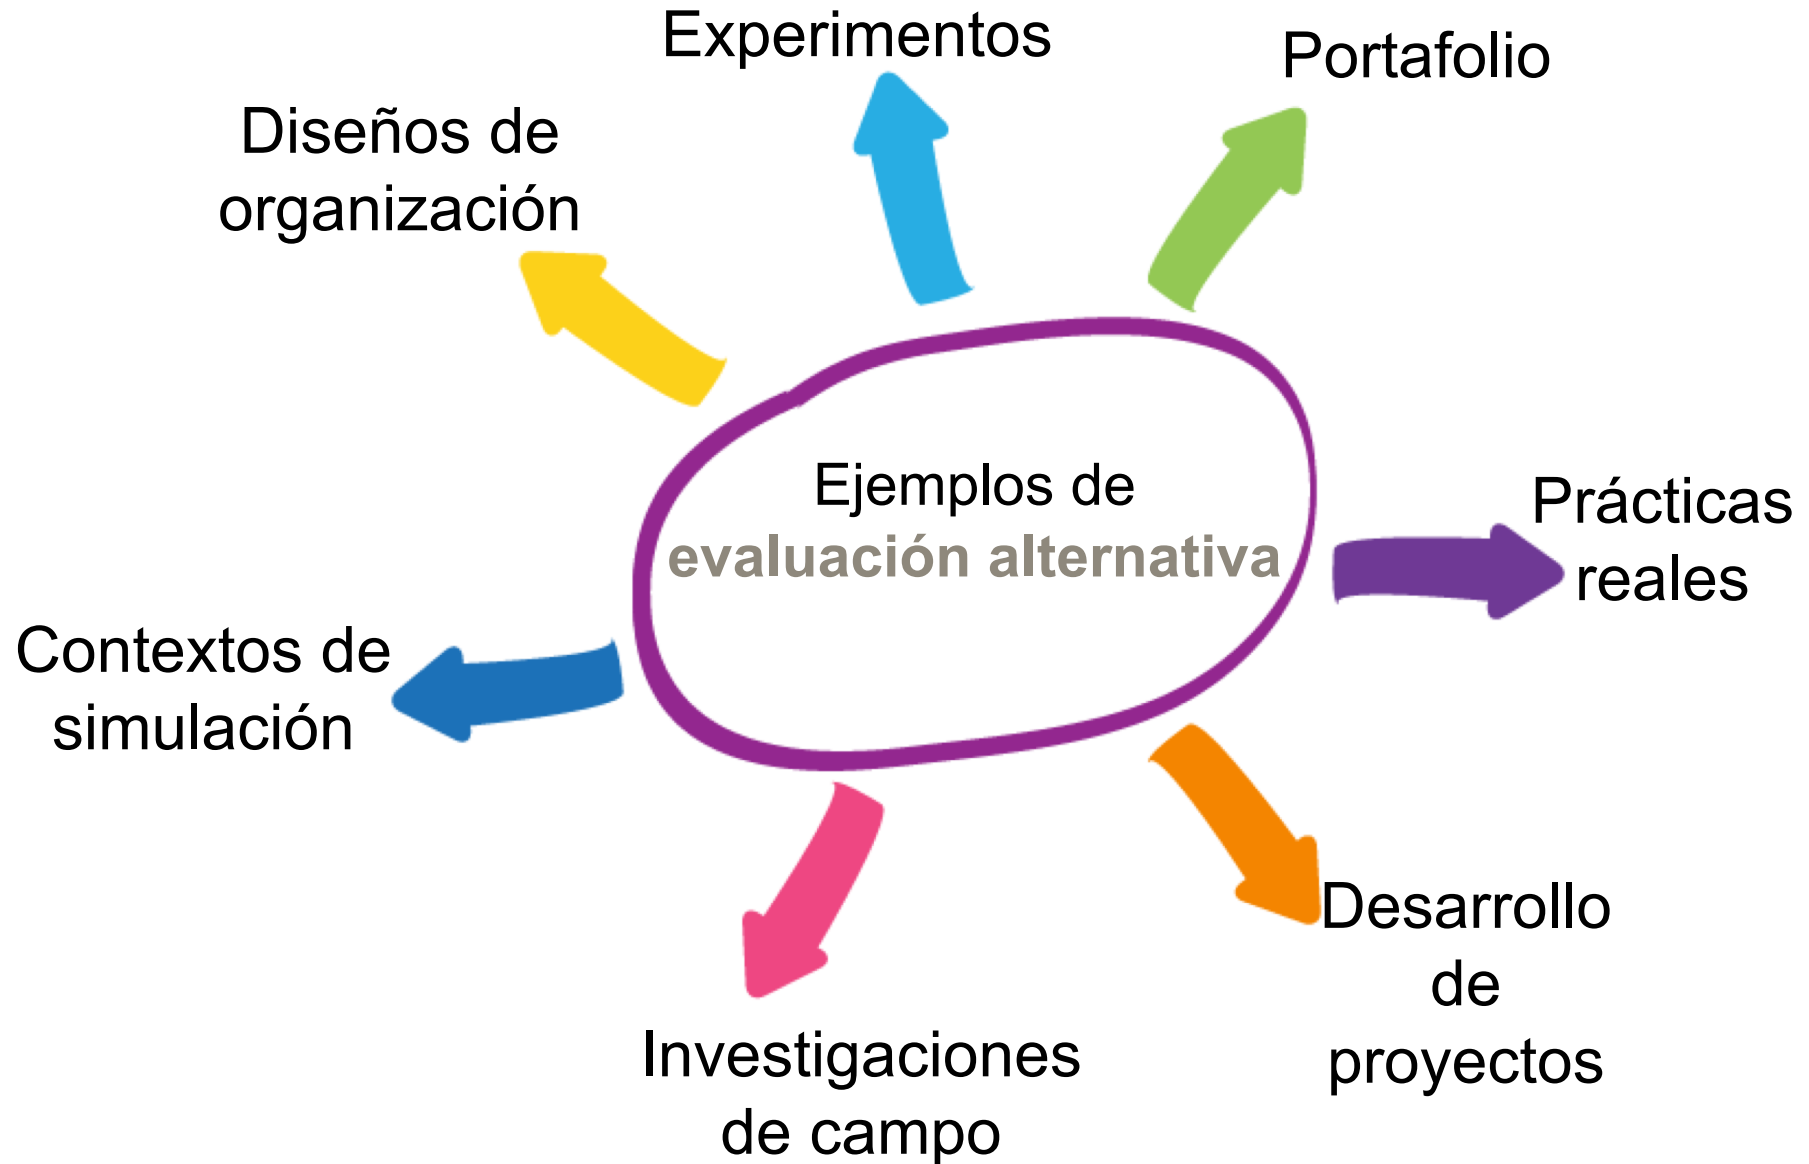 Experimentos
Portafolio
Diseños de
organización
Ejemplos de
evaluación alternativa
Prácticas
reales
Contextos de
simulación
Desarrollo
de
proyectos
Investigaciones
de campo